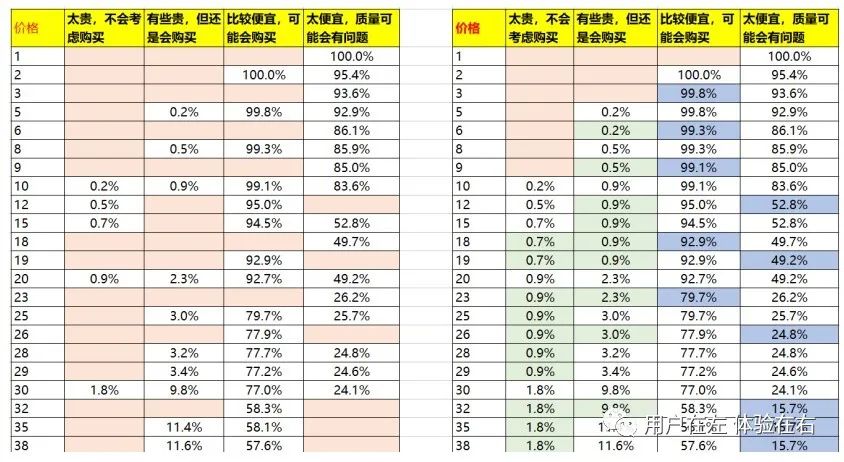 价格 太贵，不会考虑购买 有些贵，但还是会购买 比较便宜，可能会购买 太便宜，质量可能会有问题
1 100.0%
2 100.0% 95.4%
3 93.6%
5 0.2% 99.8% 92.9%
6 86.1%
8 0.5% 99.3% 85.9%
9 85.0%
10 0.2% 0.9% 99.1% 83.6%
12 0.5% 95.0%
15 0.7% 94.5% 52.8%
18 49.7%
19 92.9%
20 0.9% 2.3% 92.7% 49.2%
23 26.2%
25 3.0% 79.7% 25.7%
26 77.9%
28 3.2% 77.7% 24.8%
29 3.4% 77.2% 24.6%
30 1.8% 9.8% 77.0% 24.1%
32 58.3%
35 11.4% 58.1%
38 11.6% 57.6%
价格 太贵，不会考虑购买 有些贵，但还是会购买 比较便宜，可能会购买 太便宜，质量可能会有问题
1 100.0%
2 100.0% 95.4%
3 99.8% 93.6%
5 0.2% 99.8% 92.9%
6 0.2% 99.3% 86.1%
8 0.5% 99.3% 85.9%
9 0.5% 99.1% 85.0%
10 0.2% 0.9% 99.1% 83.6%
12 0.5% 0.9% 95.0% 52.8%
15 0.7% 0.9% 94.5% 52.8%
18 0.7% 0.9% 92.9% 49.7%
19 0.7% 0.9% 92.9% 49.2%
20 0.9% 2.3% 92.7% 49.2%
23 0.9% 2.3% 79.7% 26.2%
25 0.9% 3.0% 79.7% 25.7%
26 0.9% 3.0% 77.9% 24.8%
28 0.9% 3.2% 77.7% 24.8%
29 0.9% 3.4% 77.2% 24.6%
30 1.8% 9.8% 77.0% 24.1%
32 1.8% 9.8% 58.3% 15.7%
35 1.8%
38 1.8% 11.6% 57.6% 15.7%
用户在左 体验在右